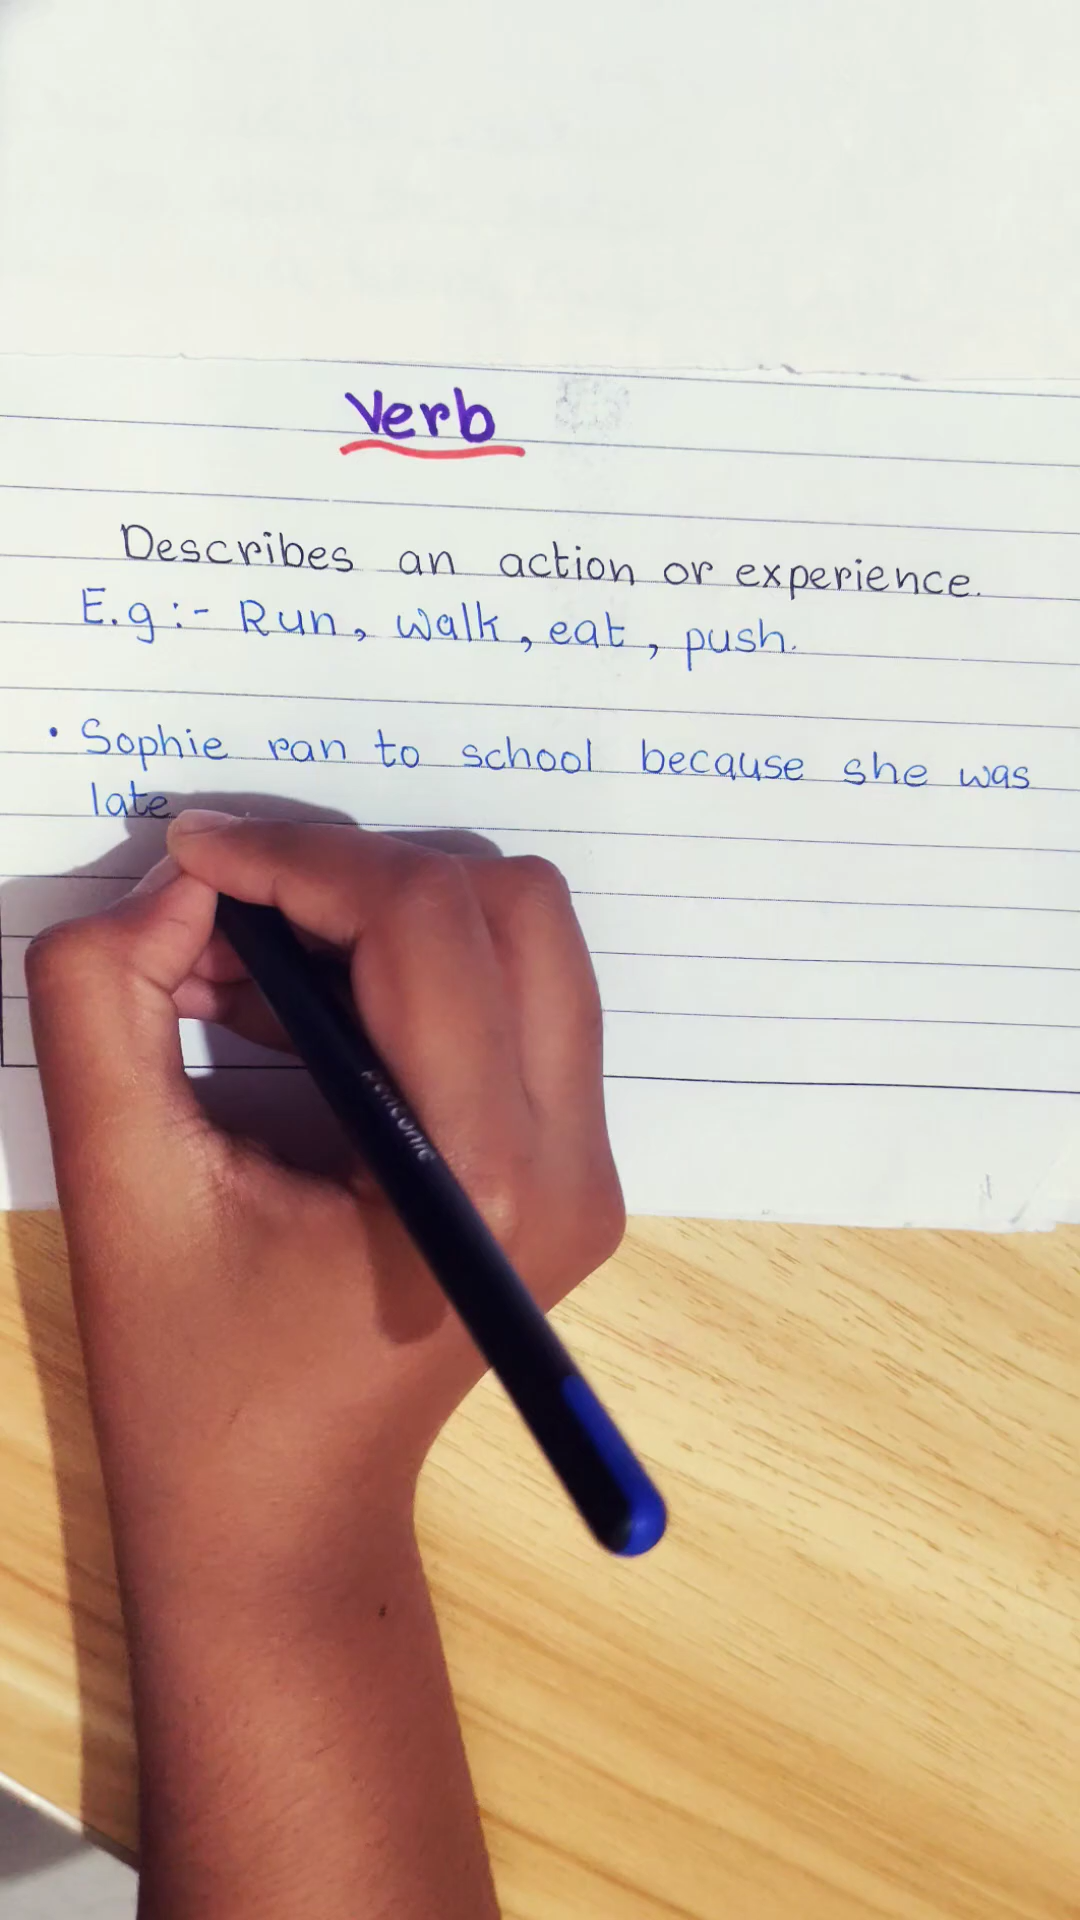 Verb
Describes an action or experience.
E.g:- Run, walk, eat, push.
• Sophie ran to school because she was
late